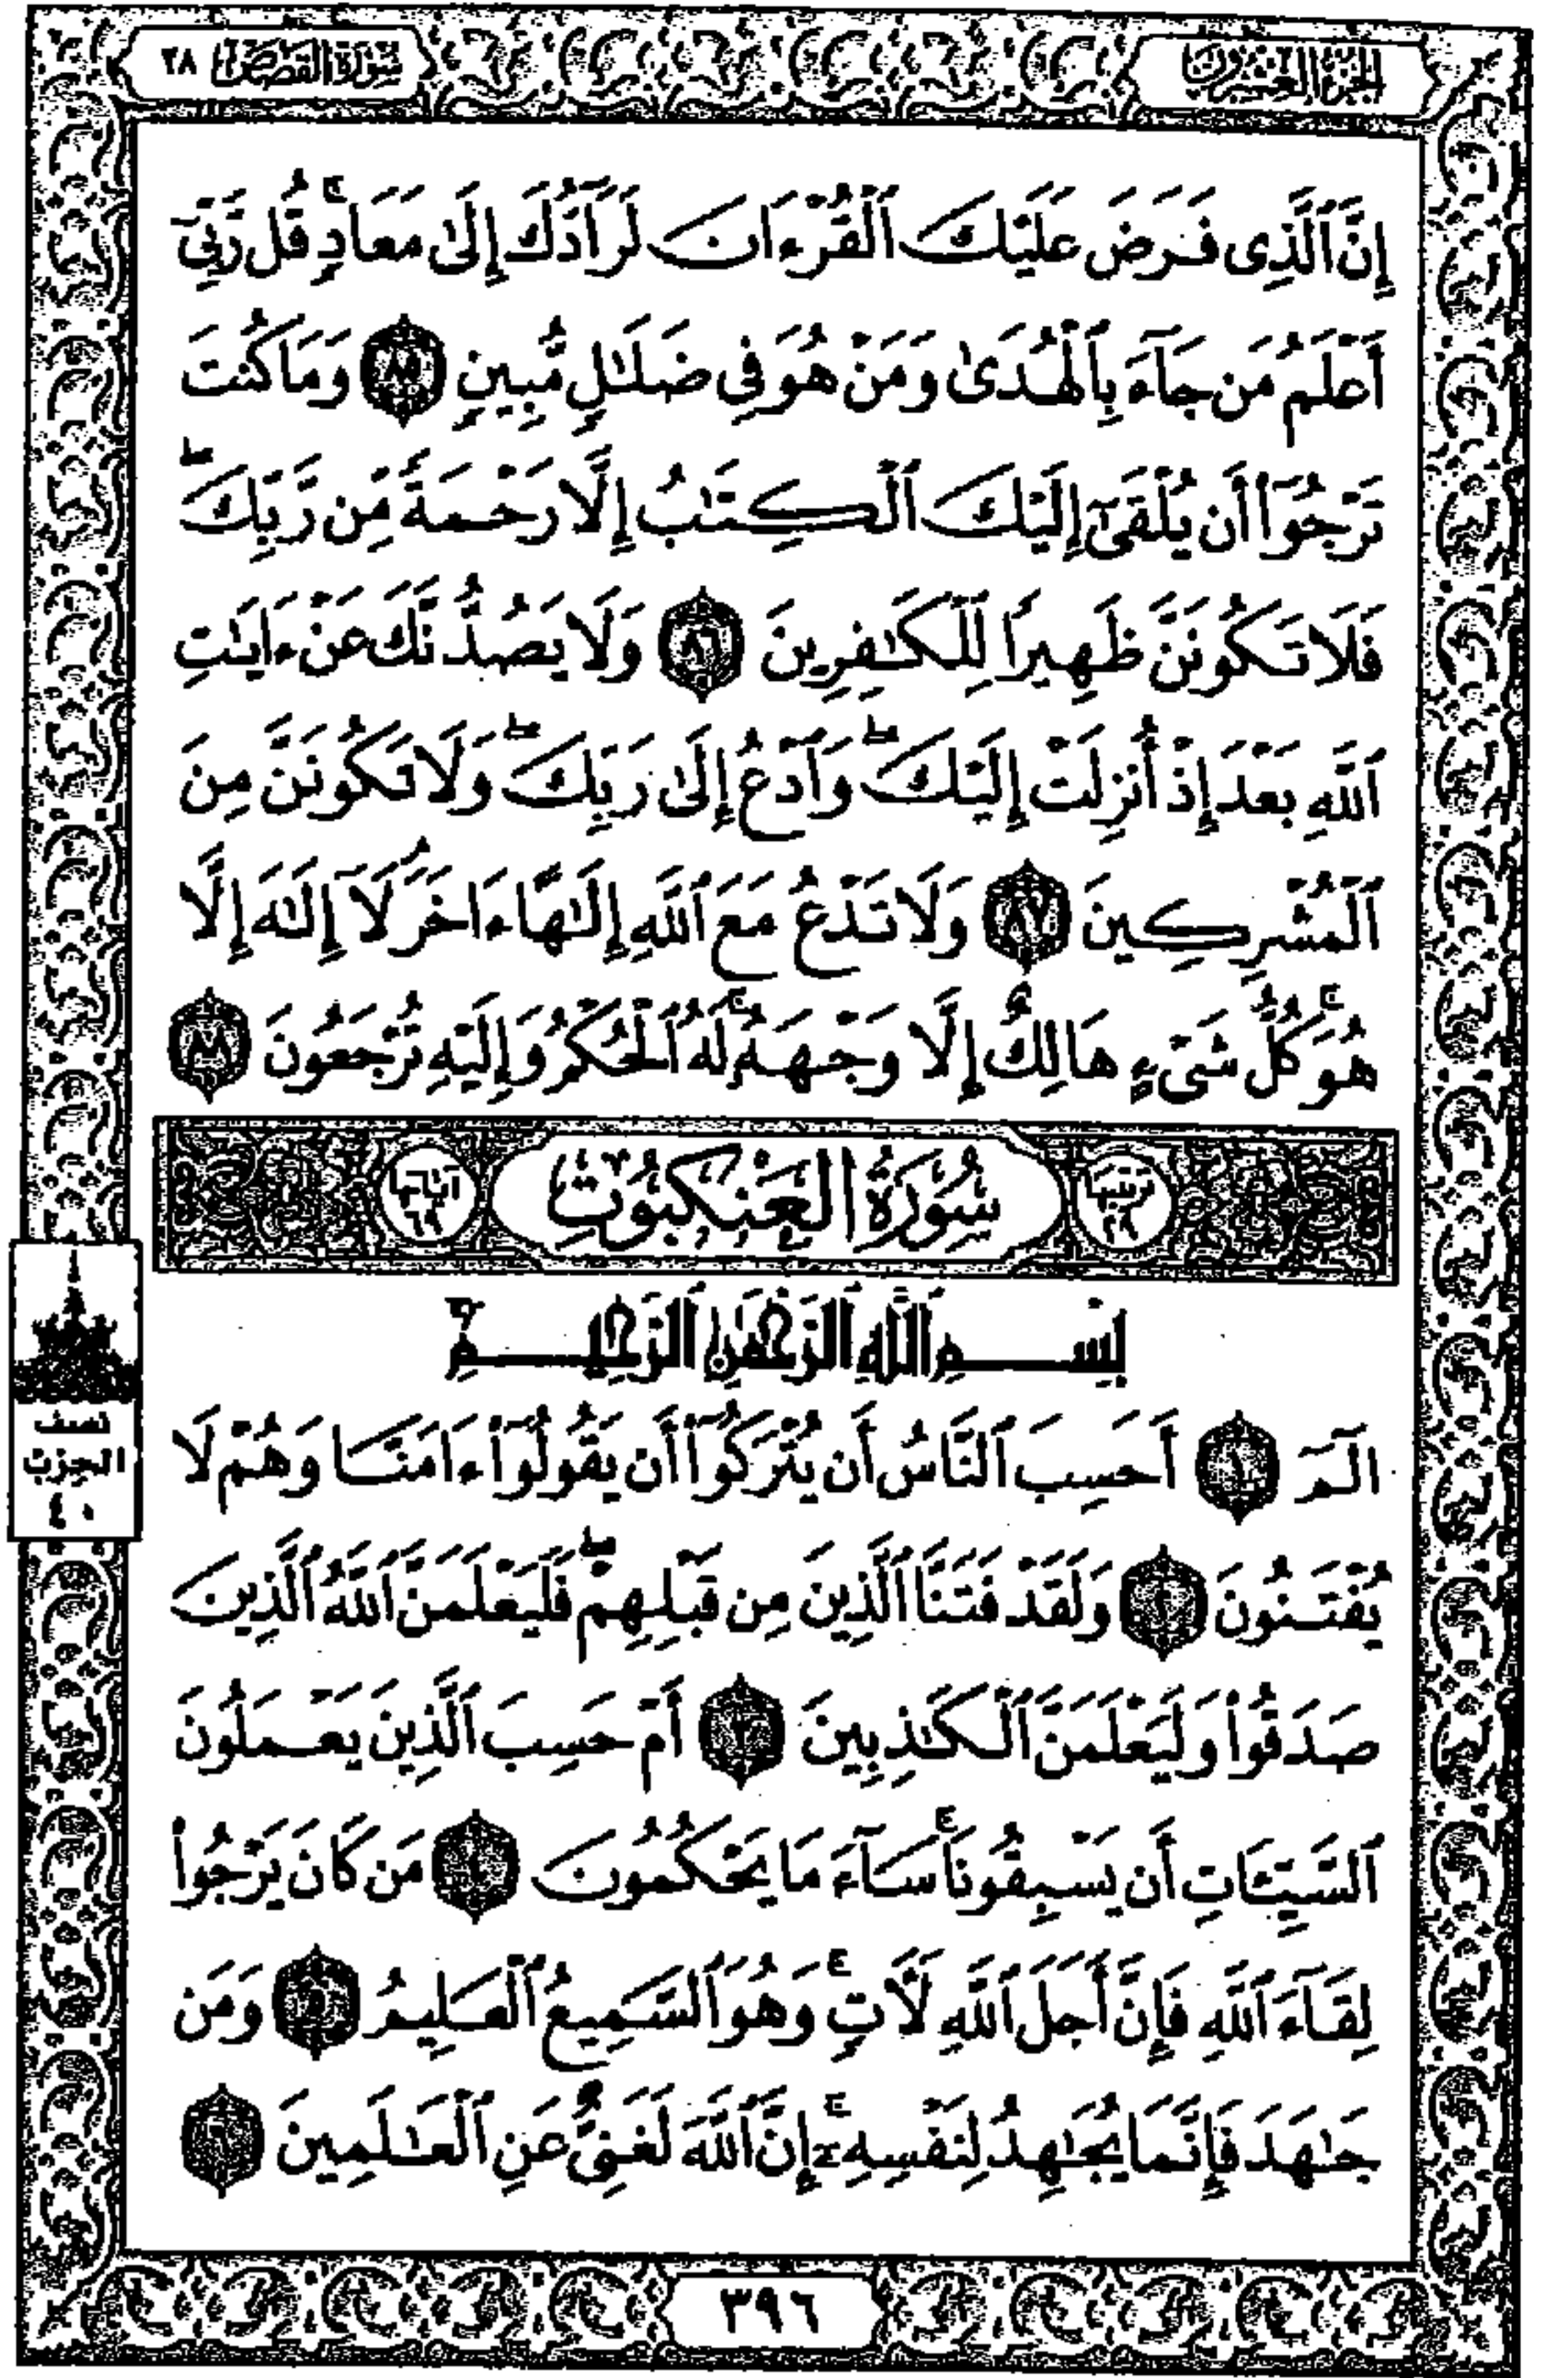 الجزء العشرون
سورة القصص ٢٨
إِنَّ ٱلَّذِى فَرَضَ عَلَيْكَ ٱلْقُرْءَانَ لَرَآدُّكَ إِلَىٰ مَعَادٍ ۚ قُل رَّبِّىٓ
أَعْلَمُ مَن جَآءَ بِٱلْهُدَىٰ وَمَنْ هُوَ فِى ضَلَـٰلٍ مُّبِينٍ ٨٥ وَمَا كُنتَ
تَرْجُوٓا۟ أَن يُلْقَىٰٓ إِلَيْكَ ٱلْكِتَـٰبُ إِلَّا رَحْمَةً مِّن رَّبِّكَ ۖ
فَلَا تَكُونَنَّ ظَهِيرًا لِّلْكَـٰفِرِينَ ٨٦ وَلَا يَصُدُّنَّكَ عَنْ ءَايَـٰتِ
ٱللَّهِ بَعْدَ إِذْ أُنزِلَتْ إِلَيْكَ ۖ وَٱدْعُ إِلَىٰ رَبِّكَ ۖ وَلَا تَكُونَنَّ مِنَ
ٱلْمُشْرِكِينَ ٨٧ وَلَا تَدْعُ مَعَ ٱللَّهِ إِلَـٰهًا ءَاخَرَ ۘ لَآ إِلَـٰهَ إِلَّا
هُوَ ۚ كُلُّ شَىْءٍ هَالِكٌ إِلَّا وَجْهَهُۥ ۚ لَهُ ٱلْحُكْمُ وَإِلَيْهِ تُرْجَعُونَ ٨٨
ترتيبها ٢٩ سُورَةُ العَنكَبُوتِ آياتها ٦٩
بِسْمِ ٱللَّهِ ٱلرَّحْمَـٰنِ ٱلرَّحِيمِ
الٓمٓ ١ أَحَسِبَ ٱلنَّاسُ أَن يُتْرَكُوٓا۟ أَن يَقُولُوٓا۟ ءَامَنَّا وَهُمْ لَا
يُفْتَنُونَ ٢ وَلَقَدْ فَتَنَّا ٱلَّذِينَ مِن قَبْلِهِمْ ۖ فَلَيَعْلَمَنَّ ٱللَّهُ ٱلَّذِينَ
صَدَقُوا۟ وَلَيَعْلَمَنَّ ٱلْكَـٰذِبِينَ ٣ أَمْ حَسِبَ ٱلَّذِينَ يَعْمَلُونَ
ٱلسَّيِّـَٔاتِ أَن يَسْبِقُونَا ۚ سَآءَ مَا يَحْكُمُونَ ٤ مَن كَانَ يَرْجُوا۟
لِقَآءَ ٱللَّهِ فَإِنَّ أَجَلَ ٱللَّهِ لَـَٔاتٍ ۚ وَهُوَ ٱلسَّمِيعُ ٱلْعَلِيمُ ٥ وَمَن
جَـٰهَدَ فَإِنَّمَا يُجَـٰهِدُ لِنَفْسِهِۦٓ ۚ إِنَّ ٱللَّهَ لَغَنِىٌّ عَنِ ٱلْعَـٰلَمِينَ ٦
نصف
الحزب
٤٠
٣٩٦